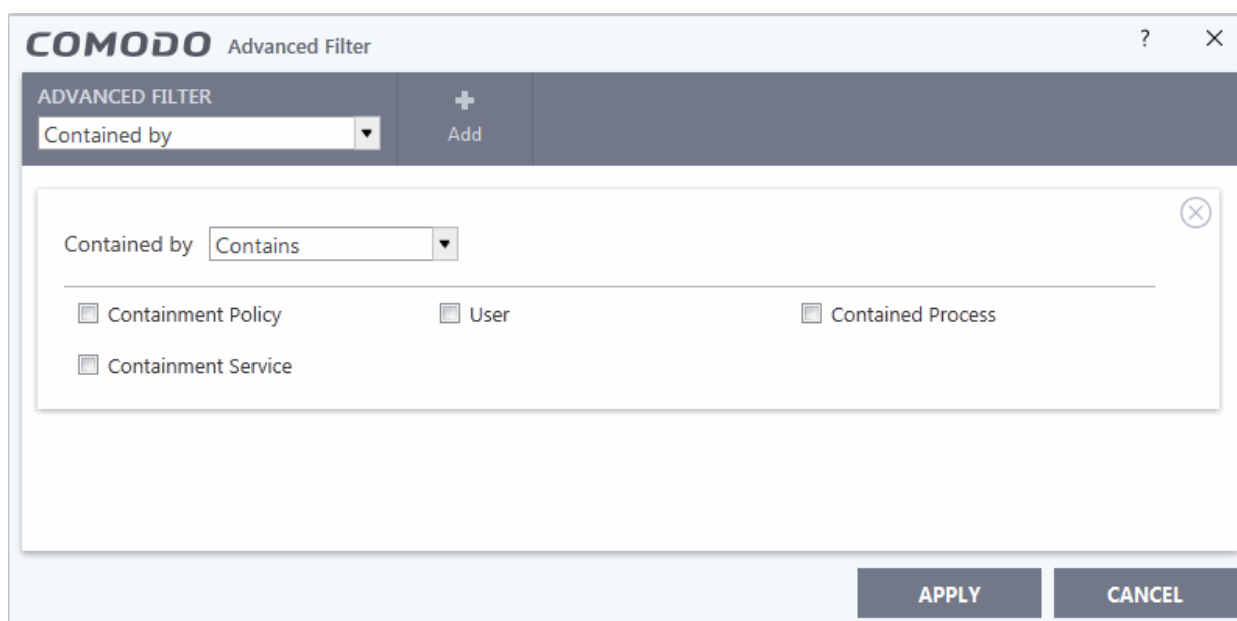 COMODO Advanced Filter ?
ADVANCED FILTER
Contained by
Add
Contained by Contains
Containment Policy User Contained Process
Containment Service
APPLY CANCEL